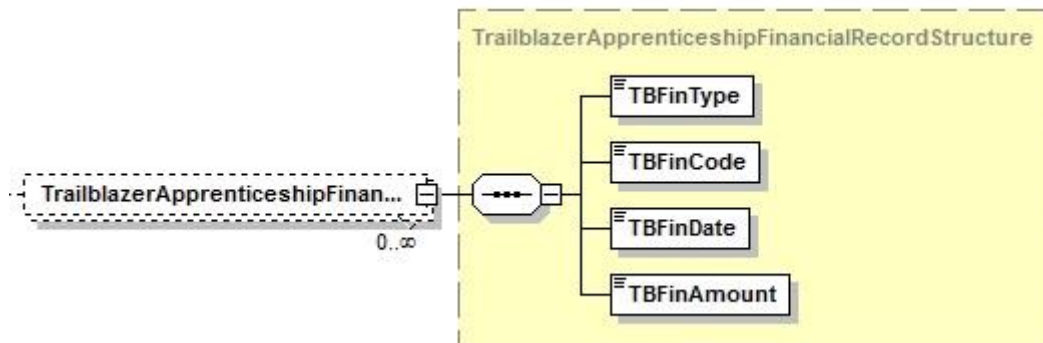 TrailblazerApprenticeshipFinancialRecordStructure
TBFinType
TBFinCode
TrailblazerApprenticeshipFinan...
TBFinDate
0..∞
TBFinAmount